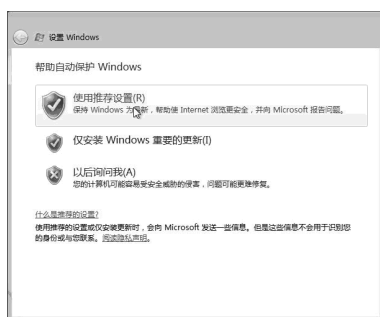 设置 Windows
帮助自动保护 Windows
使用推荐设置(R)
保持 Windows 为最新，帮助使 Internet 浏览更安全，并向 Microsoft 报告问题。
仅安装 Windows 重要的更新(I)
以后询问我(A)
您的计算机可能容易受安全威胁的侵害，问题可能更难修复。
什么是推荐的设置?
使用推荐的设置或仅安装更新时，会向 Microsoft 发送一些信息。但是这些信息不会用于识别您
的身份或与您联系。阅读隐私声明。